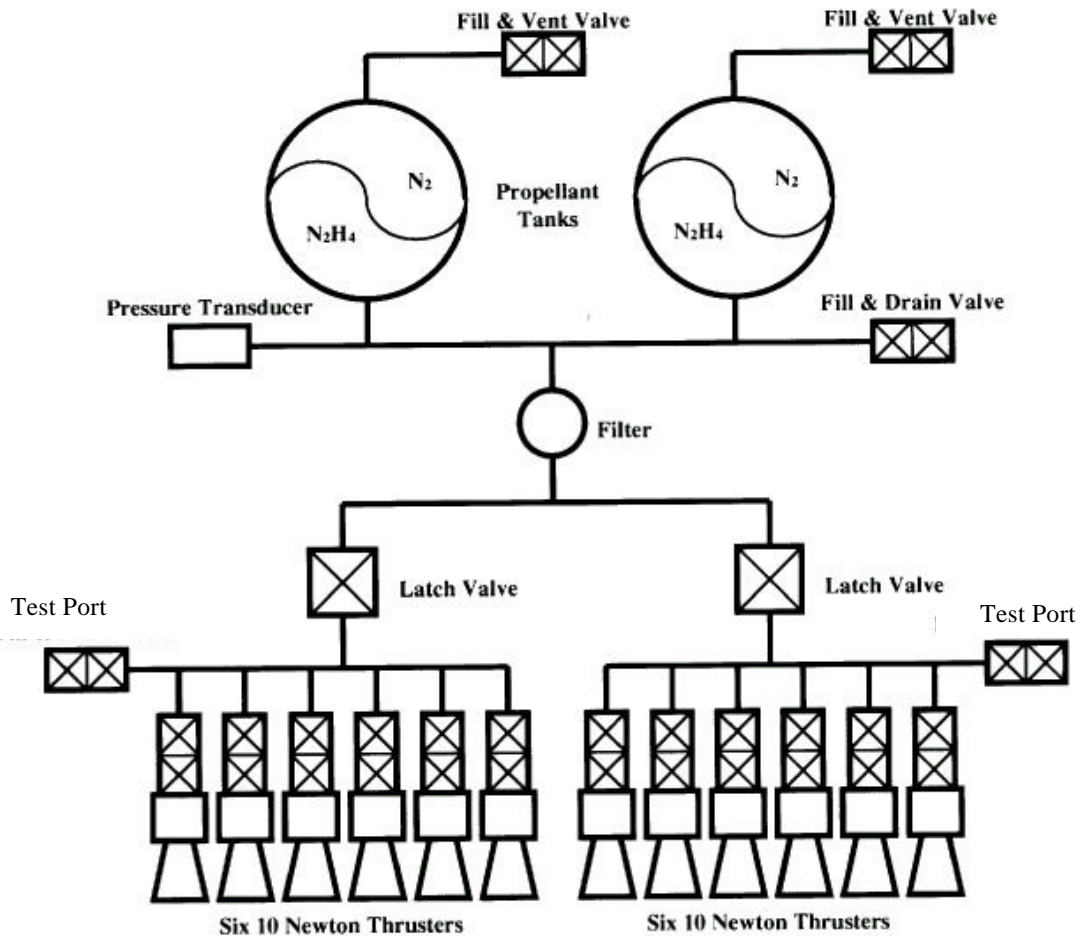 Fill & Vent Valve
Fill & Vent Valve
N₂
N₂
Propellant
Tanks
N₂H₄
N₂H₄
Pressure Transducer
Fill & Drain Valve
Filter
Latch Valve
Latch Valve
Test Port
Test Port
Six 10 Newton Thrusters
Six 10 Newton Thrusters